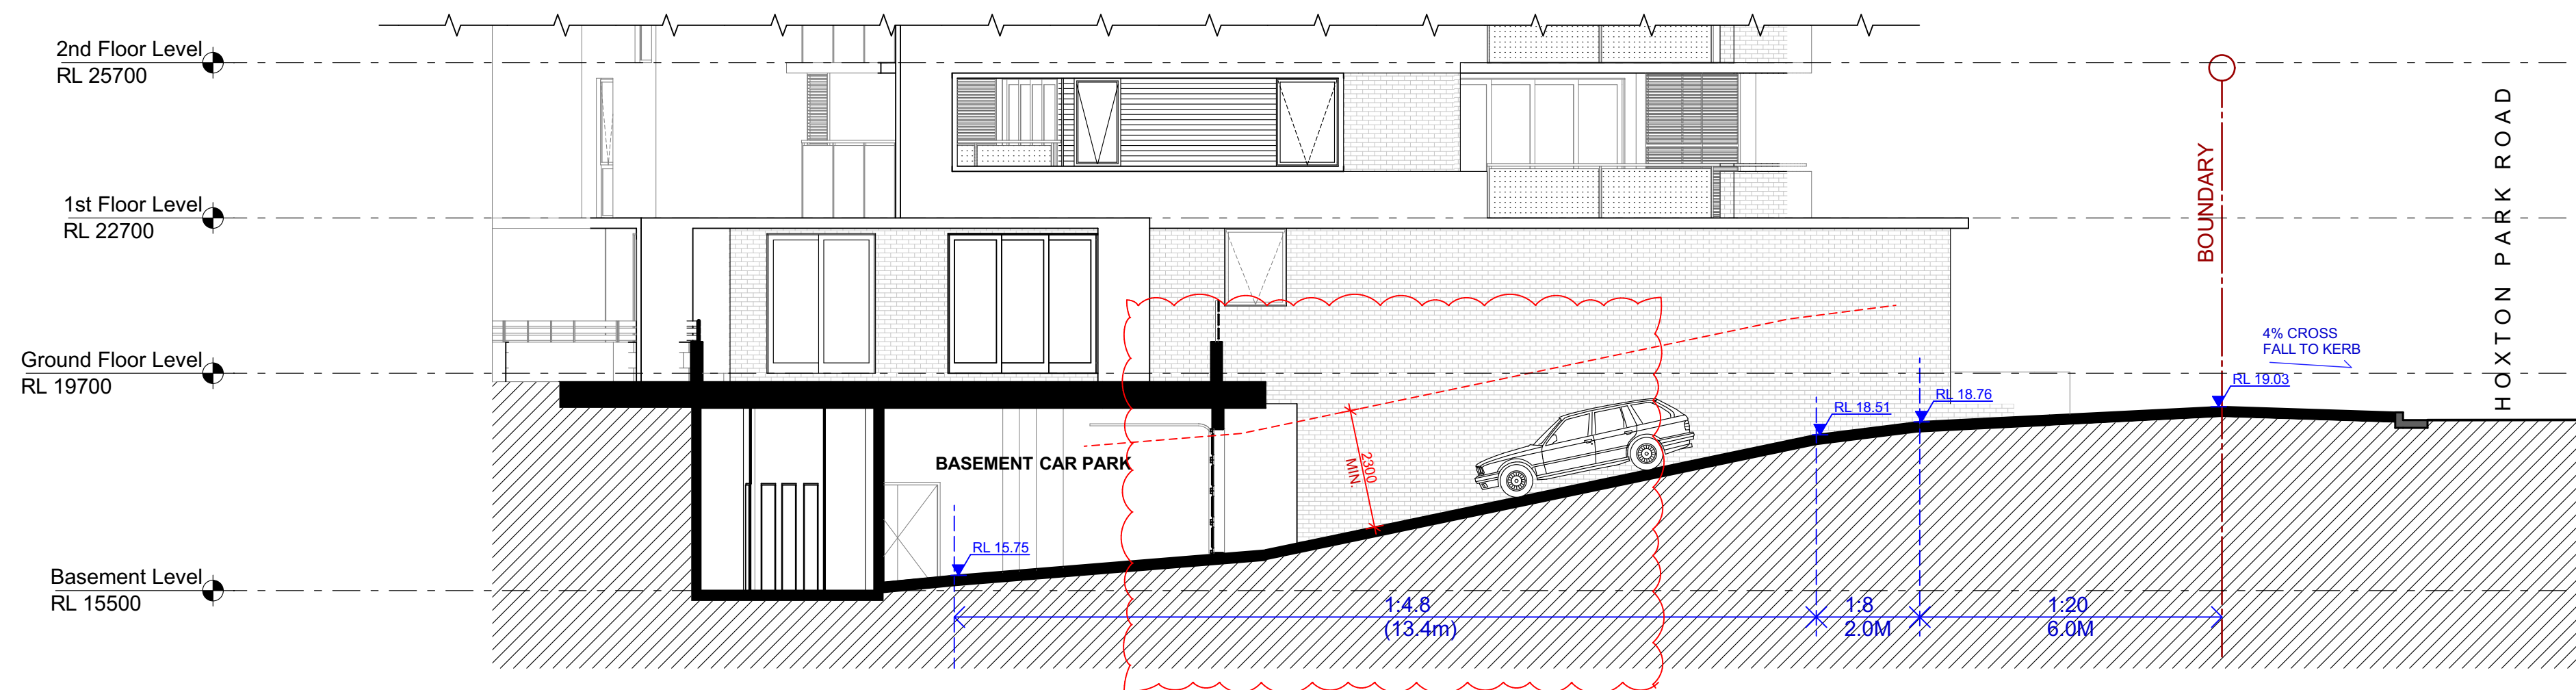 2nd Floor Level
RL 25700
1st Floor Level
RL 22700
Ground Floor Level
RL 19700
Basement Level
RL 15500
BASEMENT CAR PARK
RL 15.75
2300
MIN.
RL 18.51
RL 18.76
RL 19.03
BOUNDARY
4% CROSS
FALL TO KERB
HOXTON PARK ROAD
1:4.8
(13.4m)
1:8
2.0M
1:20
6.0M